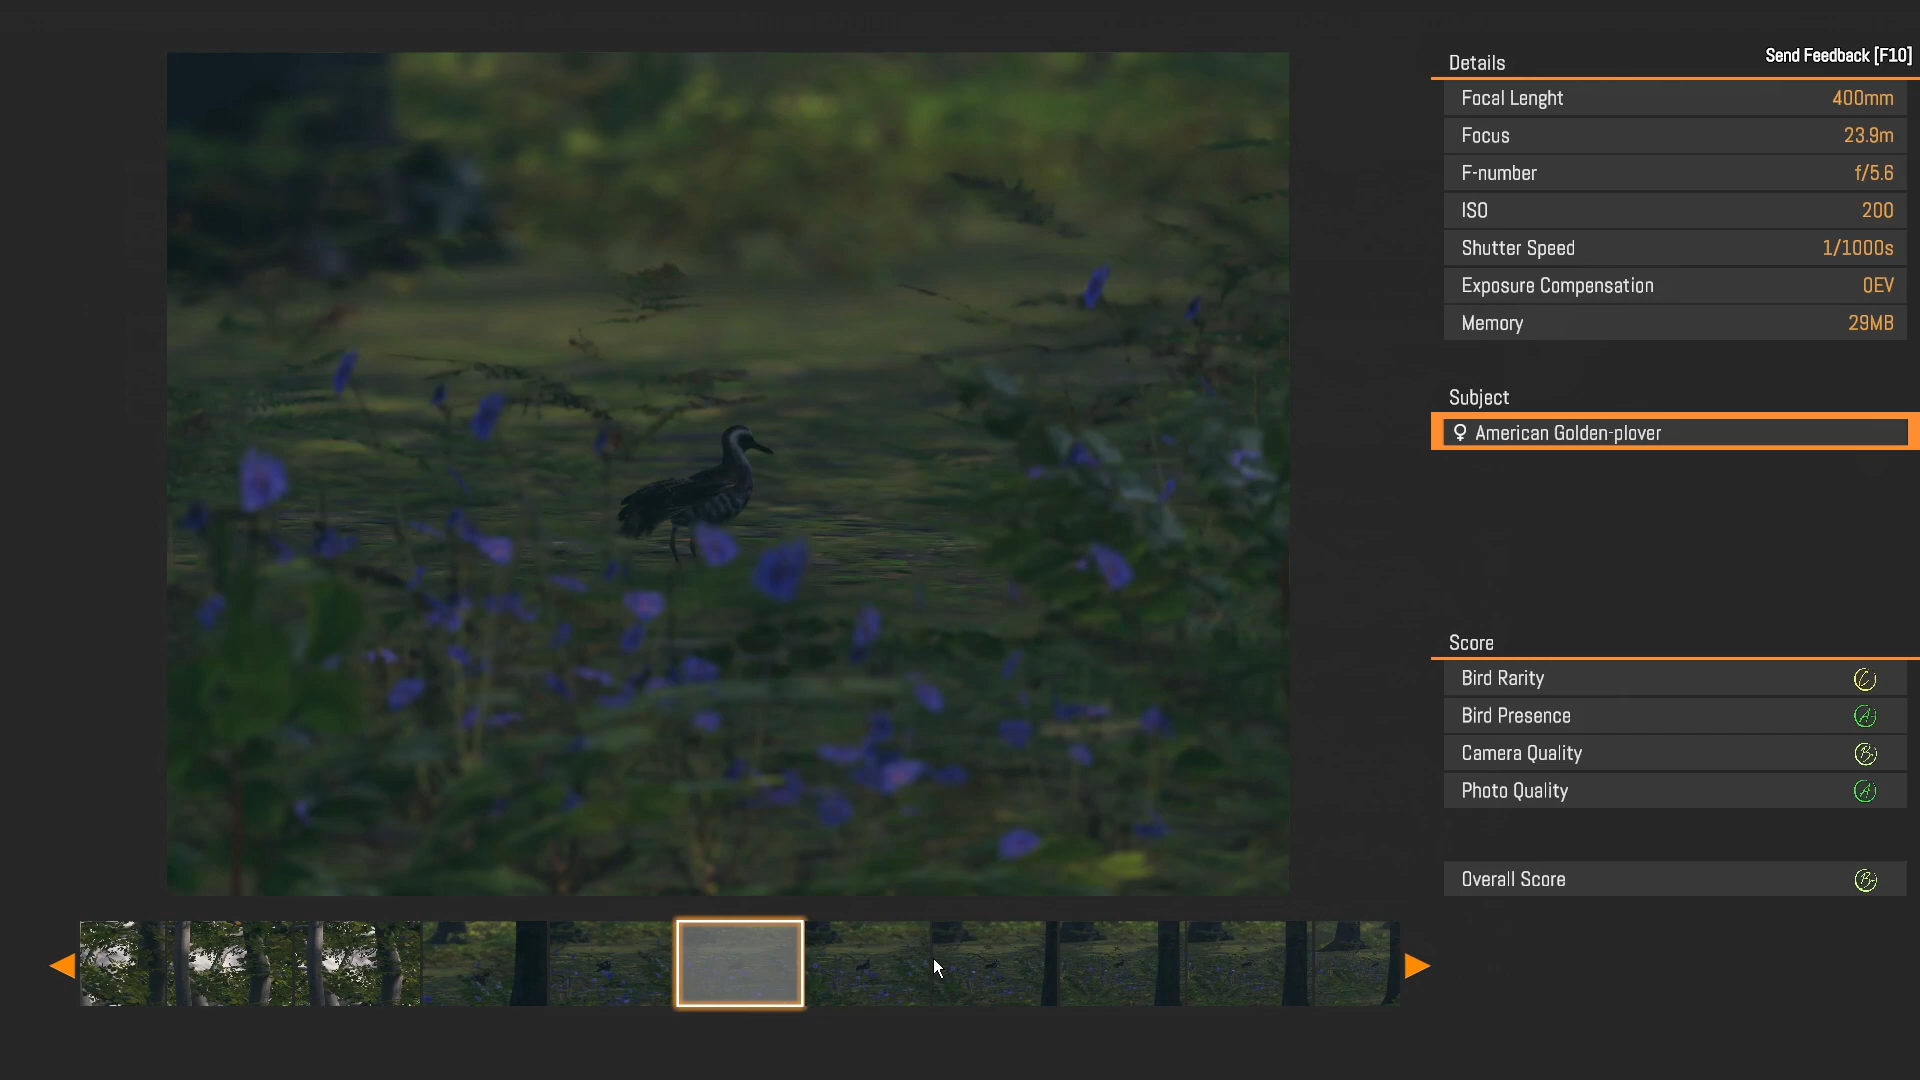 Details
Send Feedback [F10]
Focal Lenght 400mm
Focus 23.9m
F-number f/5.6
ISO 200
Shutter Speed 1/1000s
Exposure Compensation 0EV
Memory 29MB
Subject
♀ American Golden-plover
Score
Bird Rarity C
Bird Presence A
Camera Quality B
Photo Quality A
Overall Score B